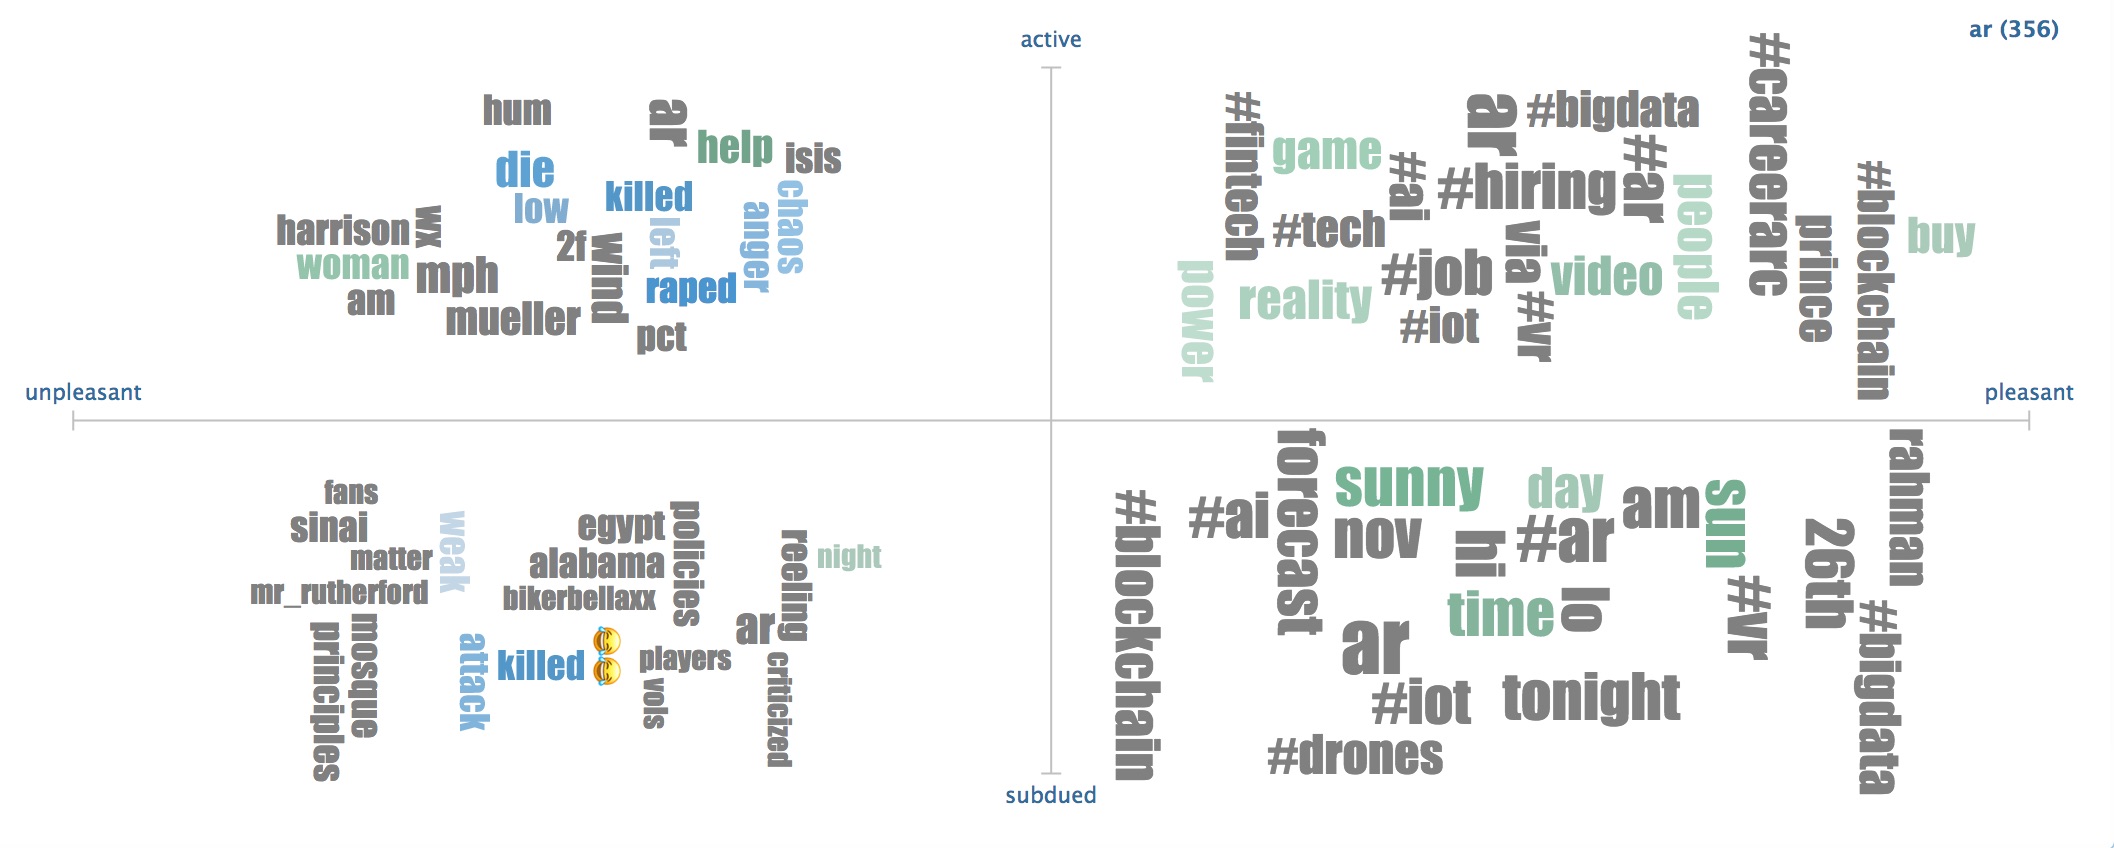 active
ar (356)
unpleasant
pleasant
subdued
hum
ar
help
isis
die
low
killed
chaos
anger
left
harrison
wx
woman
mph
am
2f
wind
raped
mueller
pct
#fintech
game
#ai
ar
#bigdata
#hiring
#ar
#careerarc
people
#tech
#job
via
video
prince
#blockchain
buy
power
reality
#iot
#vr
fans
sinai
weak
matter
mr_rutherford
principles
mosque
egypt
policies
alabama
bikerbellaxx
reeling
night
ar
attack
killed
players
vols
criticized
#blockchain
#ai
forecast
sunny
day
am
sun
rahman
nov
hi
#ar
26th
time
lo
#vr
ar
#iot
tonight
#bigdata
#drones